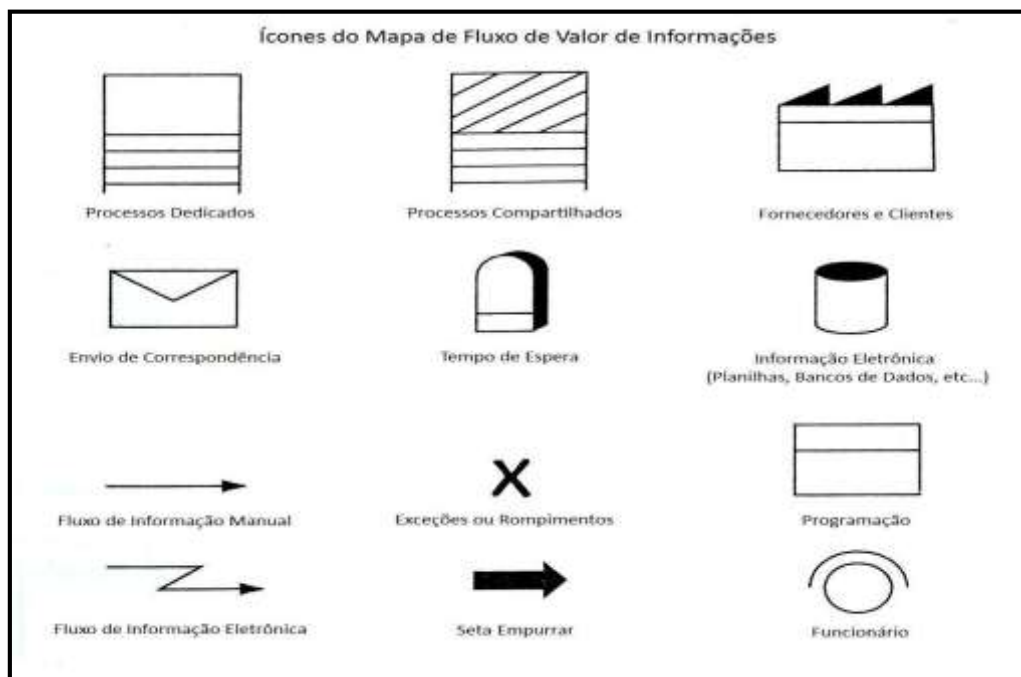 Ícones do Mapa de Fluxo de Valor de Informações
Processos Dedicados
Processos Compartilhados
Fornecedores e Clientes
Envio de Correspondência
Tempo de Espera
Informação Eletrônica
(Planilhas, Bancos de Dados, etc...)
Fluxo de Informação Manual
X
Exceções ou Rompimentos
Programação
Fluxo de Informação Eletrônica
Seta Empurrar
Funcionário